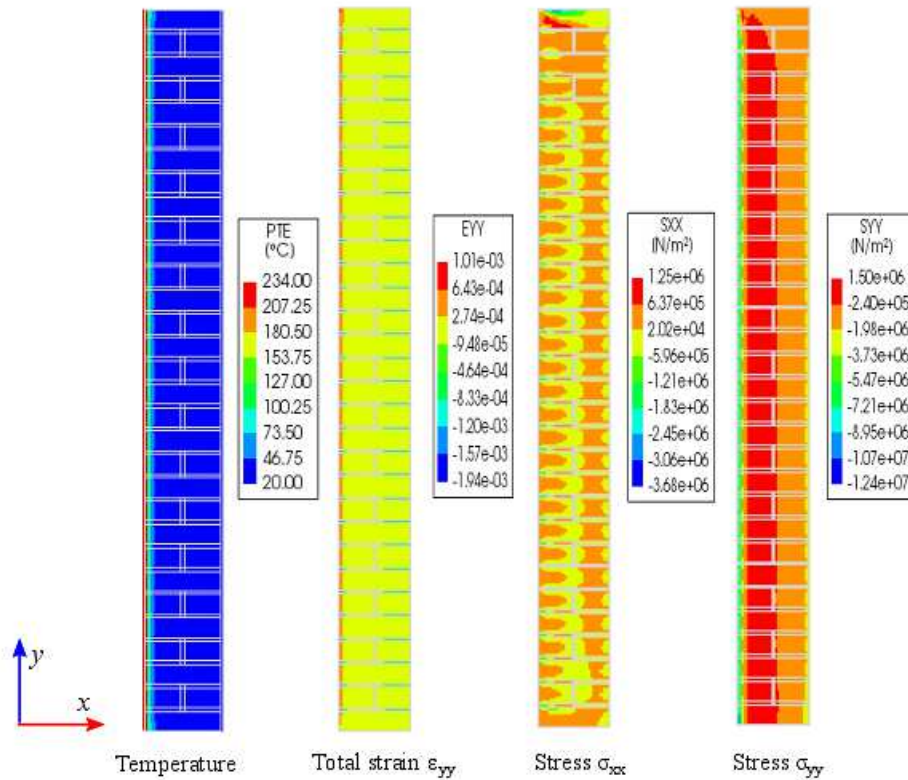 PTE
(°C)
234.00
207.25
180.50
153.75
127.00
100.25
73.50
46.75
20.00
EYY
1.01e-03
6.43e-04
2.74e-04
-9.48e-05
-4.64e-04
-8.33e-04
-1.20e-03
-1.57e-03
-1.94e-03
SXX
(N/m²)
1.25e+06
6.37e+05
2.02e+04
-5.96e+05
-1.21e+06
-1.83e+06
-2.45e+06
-3.06e+06
-3.68e+06
SYY
(N/m²)
1.50e+06
-2.40e+05
-1.98e+06
-3.73e+06
-5.47e+06
-7.21e+06
-8.95e+06
-1.07e+07
-1.24e+07
y
x
Temperature
Total strain εyy
Stress σxx
Stress σyy